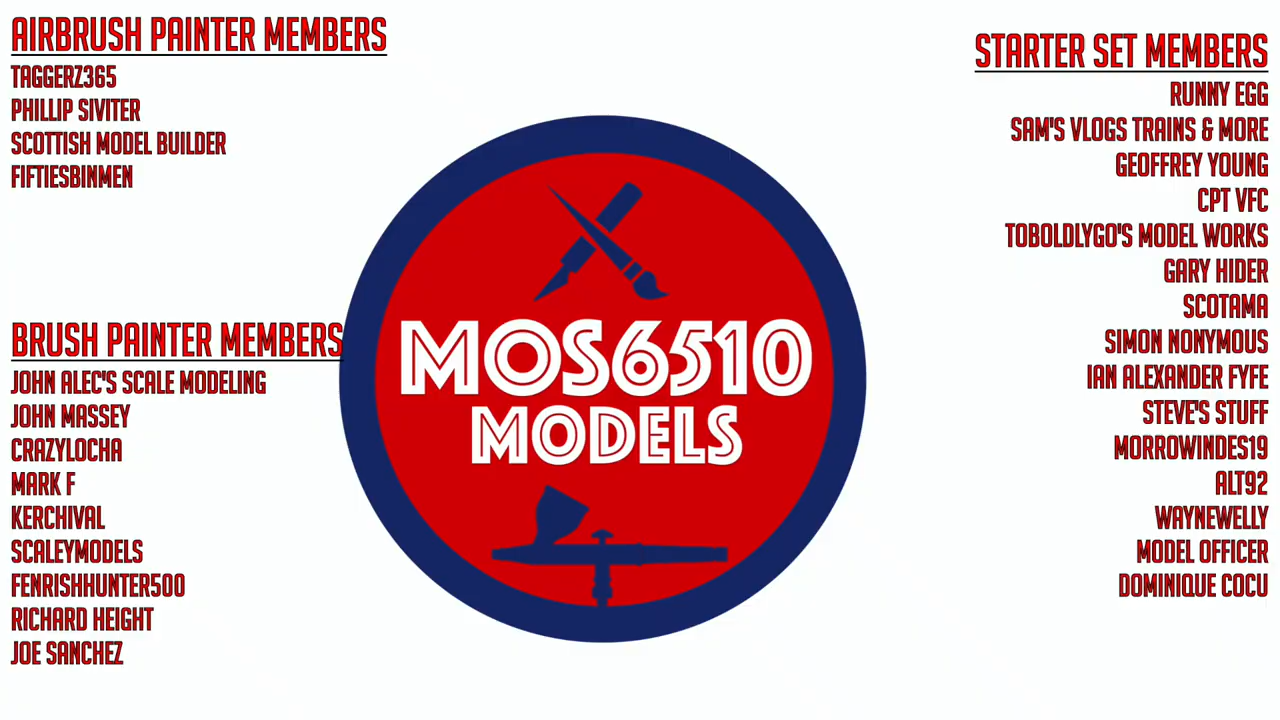 AIRBRUSH PAINTER MEMBERS
TAGGERZ365
PHILLIP SIVITER
SCOTTISH MODEL BUILDER
FIFTIESBINMEN
BRUSH PAINTER MEMBERS
JOHN ALEC'S SCALE MODELING
JOHN MASSEY
CRAZYLOCHA
MARK F
KERCHIVAL
SCALEYMODELS
FENRISHHUNTER500
RICHARD HEIGHT
JOE SANCHEZ
MOS6510
MODELS
STARTER SET MEMBERS
RUNNY EGG
SAM'S VLOGS TRAINS & MORE
GEOFFREY YOUNG
CPT VFC
TOBOLDLYGO'S MODEL WORKS
GARY HIDER
SCOTAMA
SIMON NONYMOUS
IAN ALEXANDER FYFE
STEVE'S STUFF
MORROWINDES19
ALT92
WAYNEWELLY
MODEL OFFICER
DOMINIQUE COCU